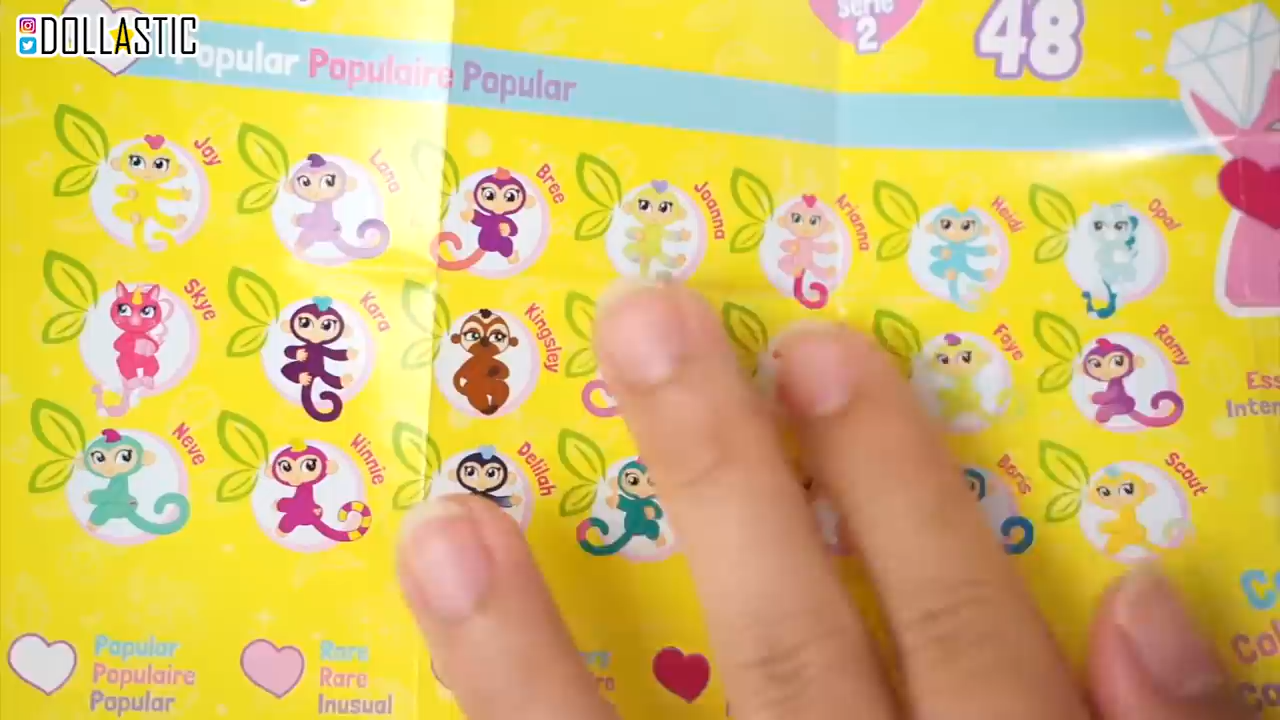 DOLLASTIC
Serie
2
48
Popular Populaire Popular
Jay
Lana
Bree
Joanna
Arianna
Heidi
Opal
Skye
Kara
Kingsley
Faye
Romy
Neve
Winnie
Delilah
Scout
Popular
Populaire
Popular
Rare
Rare
Inusual